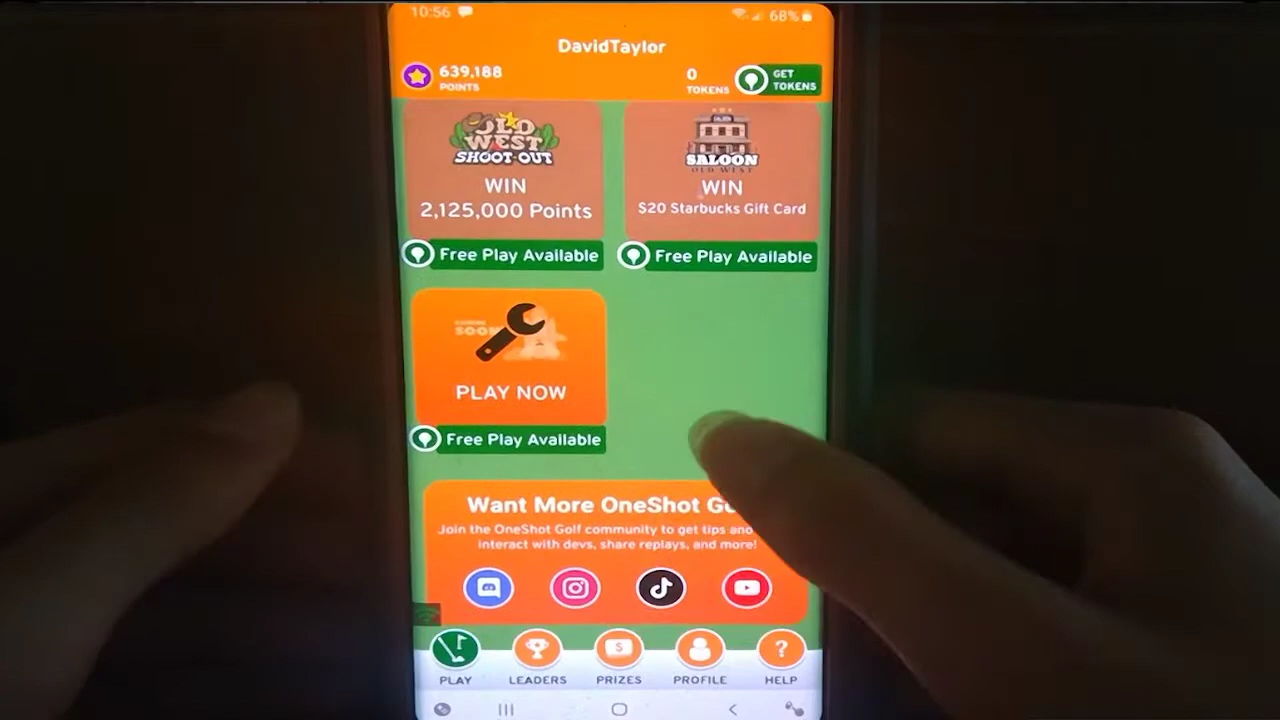 10:56
68%
DavidTaylor
639,188
POINTS
0
TOKENS
GET
TOKENS
OLD
WEST
SHOOT-OUT
WIN
2,125,000 Points
Free Play Available
SALOON
SALOON
OLD WEST
WIN
$20 Starbucks Gift Card
Free Play Available
SOON
PLAY NOW
Free Play Available
Want More OneShot
Join the OneShot Golf community to get tips and
interact with devs, share replays, and more!
PLAY
LEADERS
PRIZES
PROFILE
HELP